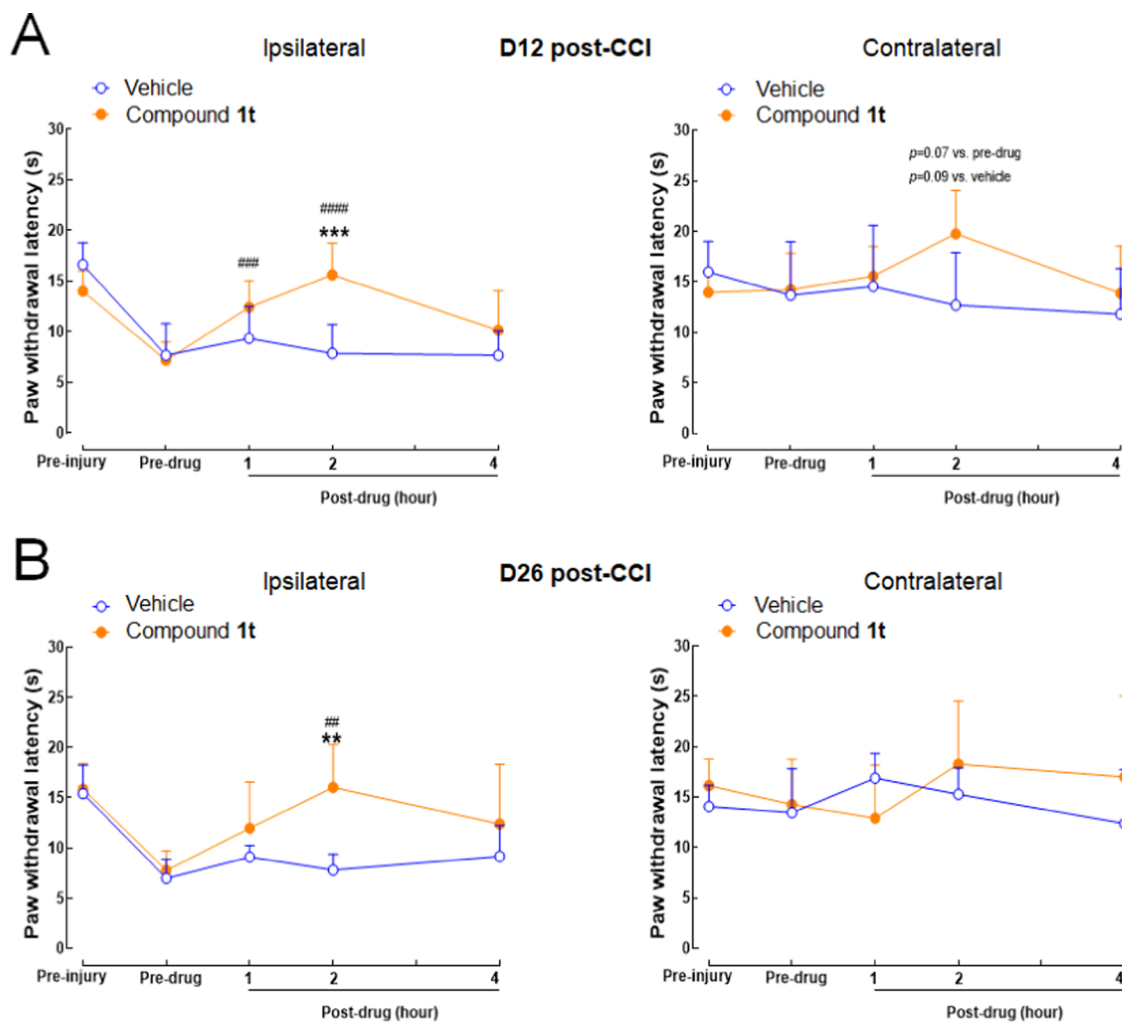 A
Ipsilateral
D12 post-CCI
Contralateral
Vehicle
Compound 1t
Vehicle
Compound 1t
Paw withdrawal latency (s)
30
25
20
15
10
5
0
###
####
***
Pre-injury
Pre-drug
1
2
4
Post-drug (hour)
Paw withdrawal latency (s)
30
25
20
15
10
5
0
p=0.07 vs. pre-drug
p=0.09 vs. vehicle
Pre-injury
Pre-drug
1
2
4
Post-drug (hour)
B
Ipsilateral
D26 post-CCI
Contralateral
Vehicle
Compound 1t
Vehicle
Compound 1t
Paw withdrawal latency (s)
30
25
20
15
10
5
0
##
**
Pre-injury
Pre-drug
1
2
4
Post-drug (hour)
Paw withdrawal latency (s)
30
25
20
15
10
5
0
Pre-injury
Pre-drug
1
2
4
Post-drug (hour)